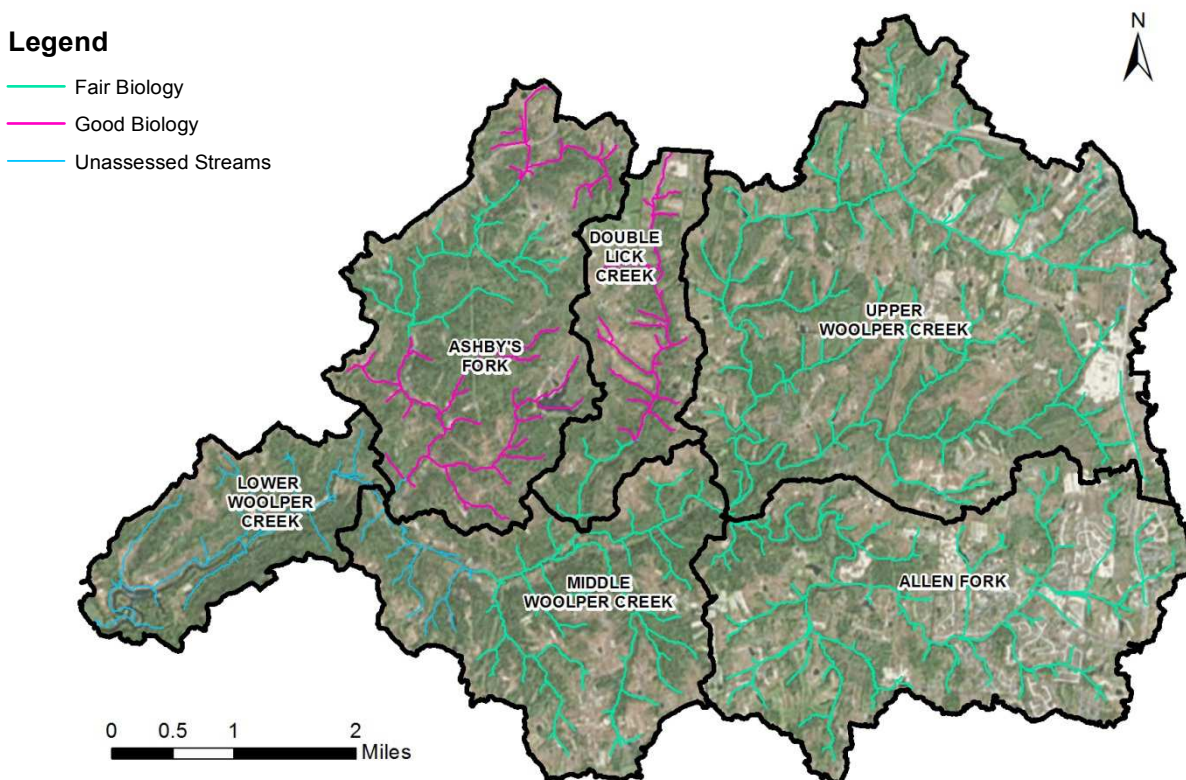 Legend
Fair Biology
Good Biology
Unassessed Streams
N
DOUBLE
LICK
CREEK
UPPER
WOOLPER CREEK
ASHBY'S
FORK
LOWER
WOOLPER
CREEK
MIDDLE
WOOLPER CREEK
ALLEN FORK
0 0.5 1 2
Miles